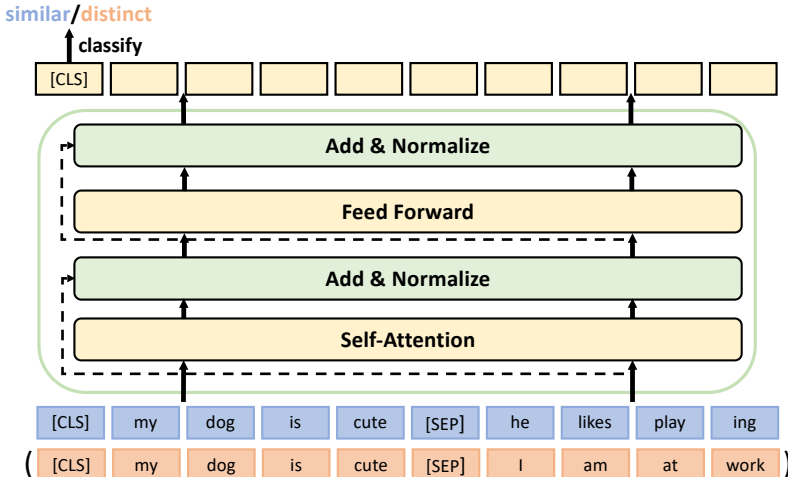 similar/distinct
classify
[CLS]
Add & Normalize
Feed Forward
Add & Normalize
Self-Attention
[CLS] my dog is cute [SEP] he likes play ing
( [CLS] my dog is cute [SEP] I am at work )